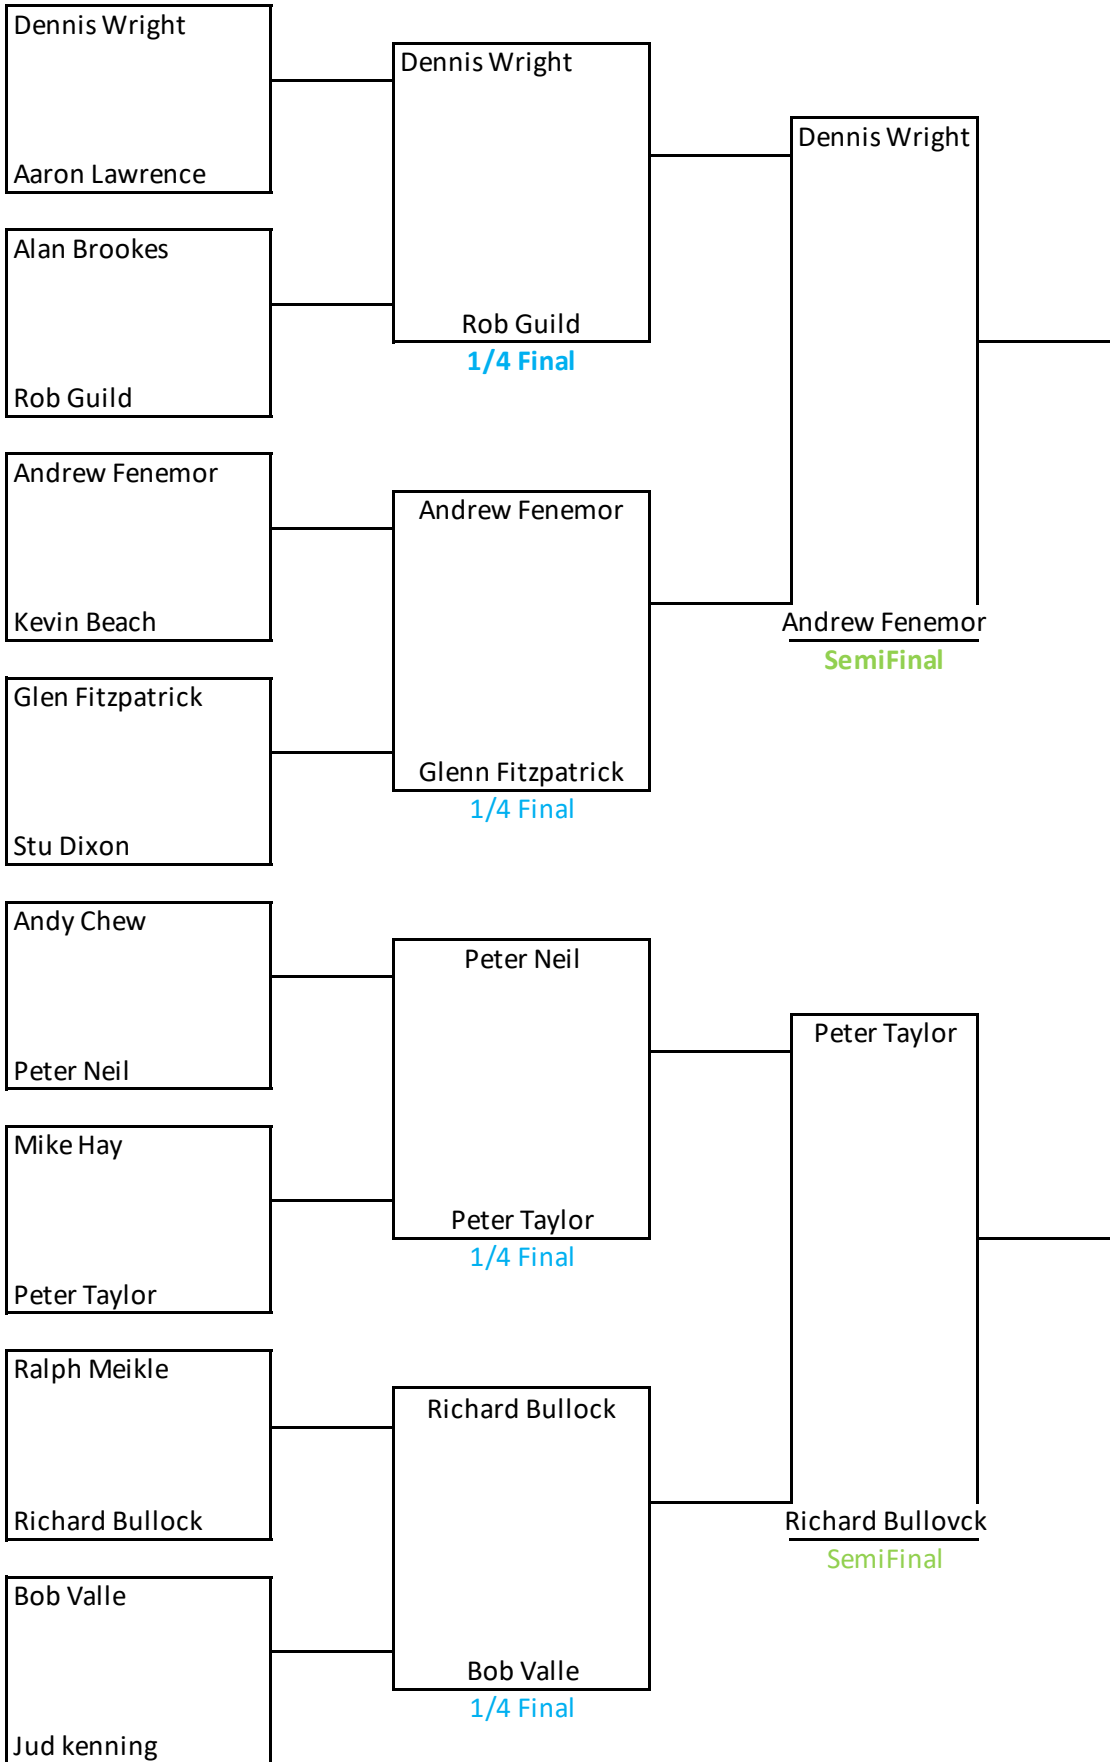 Dennis Wright
Aaron Lawrence
Alan Brookes
Rob Guild
Andrew Fenemor
Kevin Beach
Glen Fitzpatrick
Stu Dixon
Andy Chew
Peter Neil
Mike Hay
Peter Taylor
Ralph Meikle
Richard Bullock
Bob Valle
Jud kenning
Dennis Wright
Rob Guild
1/4 Final
Andrew Fenemor
Glenn Fitzpatrick
1/4 Final
Peter Neil
Peter Taylor
1/4 Final
Richard Bullock
Bob Valle
1/4 Final
Dennis Wright
Andrew Fenemor
SemiFinal
Peter Taylor
Richard Bullovck
SemiFinal